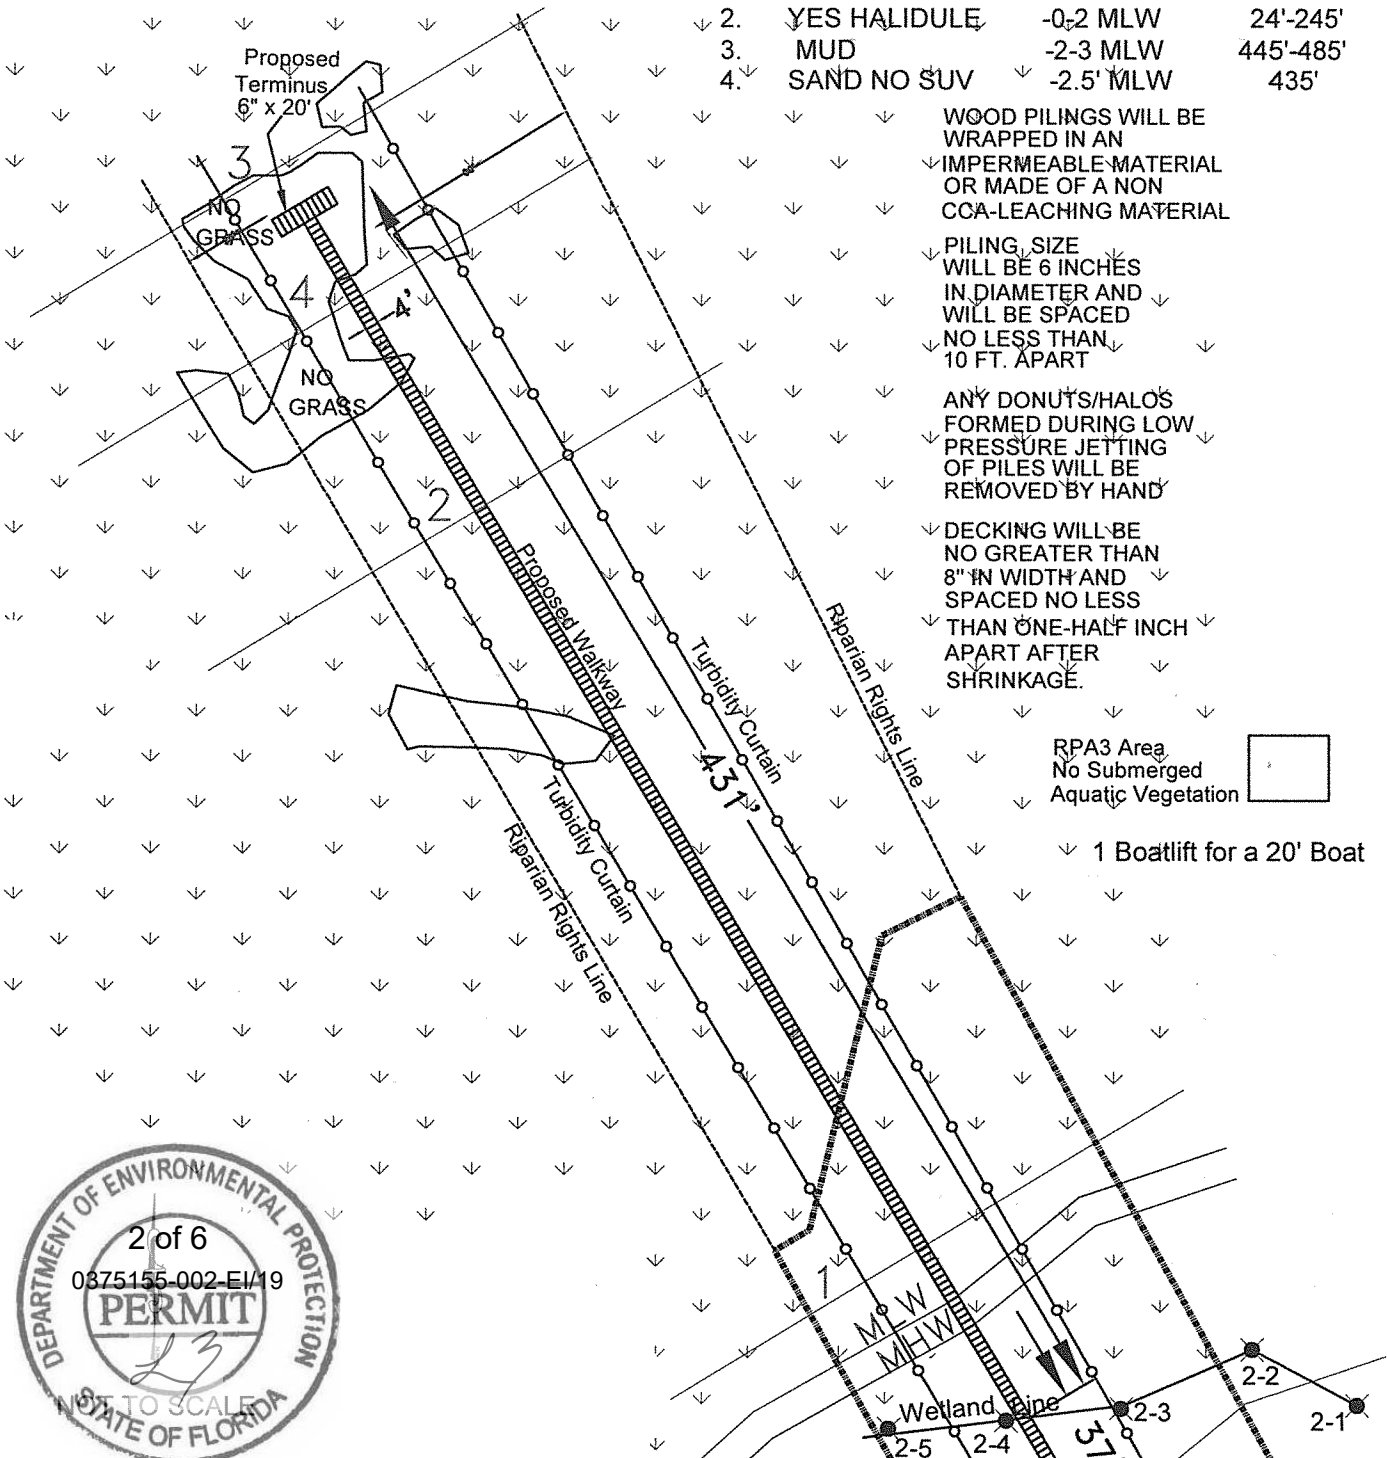 2. YES HALIDULE -0-2 MLW 24'-245'
3. MUD -2-3 MLW 445'-485'
4. SAND NO SUV -2.5' MLW 435'
Proposed
Terminus
6" x 20'
WOOD PILINGS WILL BE
WRAPPED IN AN
IMPERMEABLE MATERIAL
OR MADE OF A NON
CCA-LEACHING MATERIAL
PILING SIZE
WILL BE 6 INCHES
IN DIAMETER AND
WILL BE SPACED
NO LESS THAN
10 FT. APART
ANY DONUTS/HALOS
FORMED DURING LOW
PRESSURE JETTING
OF PILES WILL BE
REMOVED BY HAND
DECKING WILL BE
NO GREATER THAN
8" IN WIDTH AND
SPACED NO LESS
THAN ONE-HALF INCH
APART AFTER
SHRINKAGE.
RPA3 Area
No Submerged
Aquatic Vegetation
1 Boatlift for a 20' Boat
3
NO
GRASS
4
4'
NO
GRASS
2
Proposed Walkway
Turbidity Curtain
Riparian Rights Line
431'
Turbidity Curtain
Riparian Rights Line
1
MLW
MHW
Wetland Line
2-5
2-4
2-3
2-2
2-1
37
DEPARTMENT OF ENVIRONMENTAL PROTECTION
2 of 6
0375155-002-EI/19
PERMIT
NOT TO SCALE
STATE OF FLORIDA